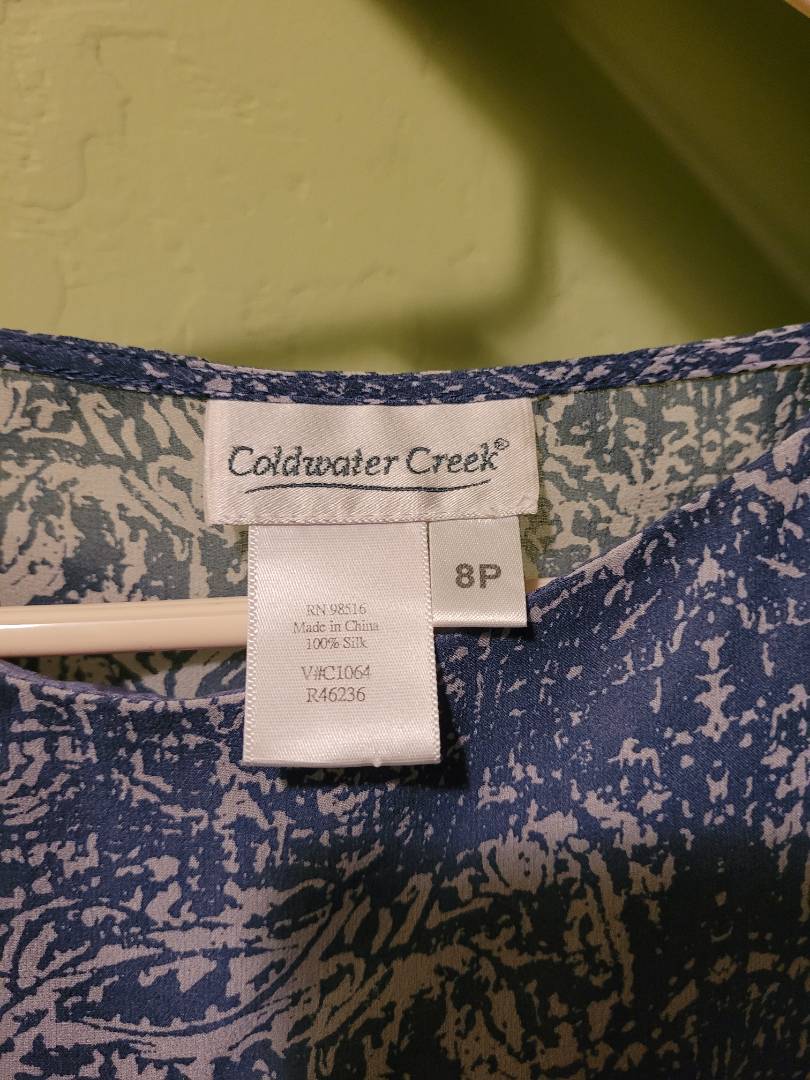 Coldwater Creek®
8P
RN 98516
Made in China
100% Silk
V#C1064
R46236